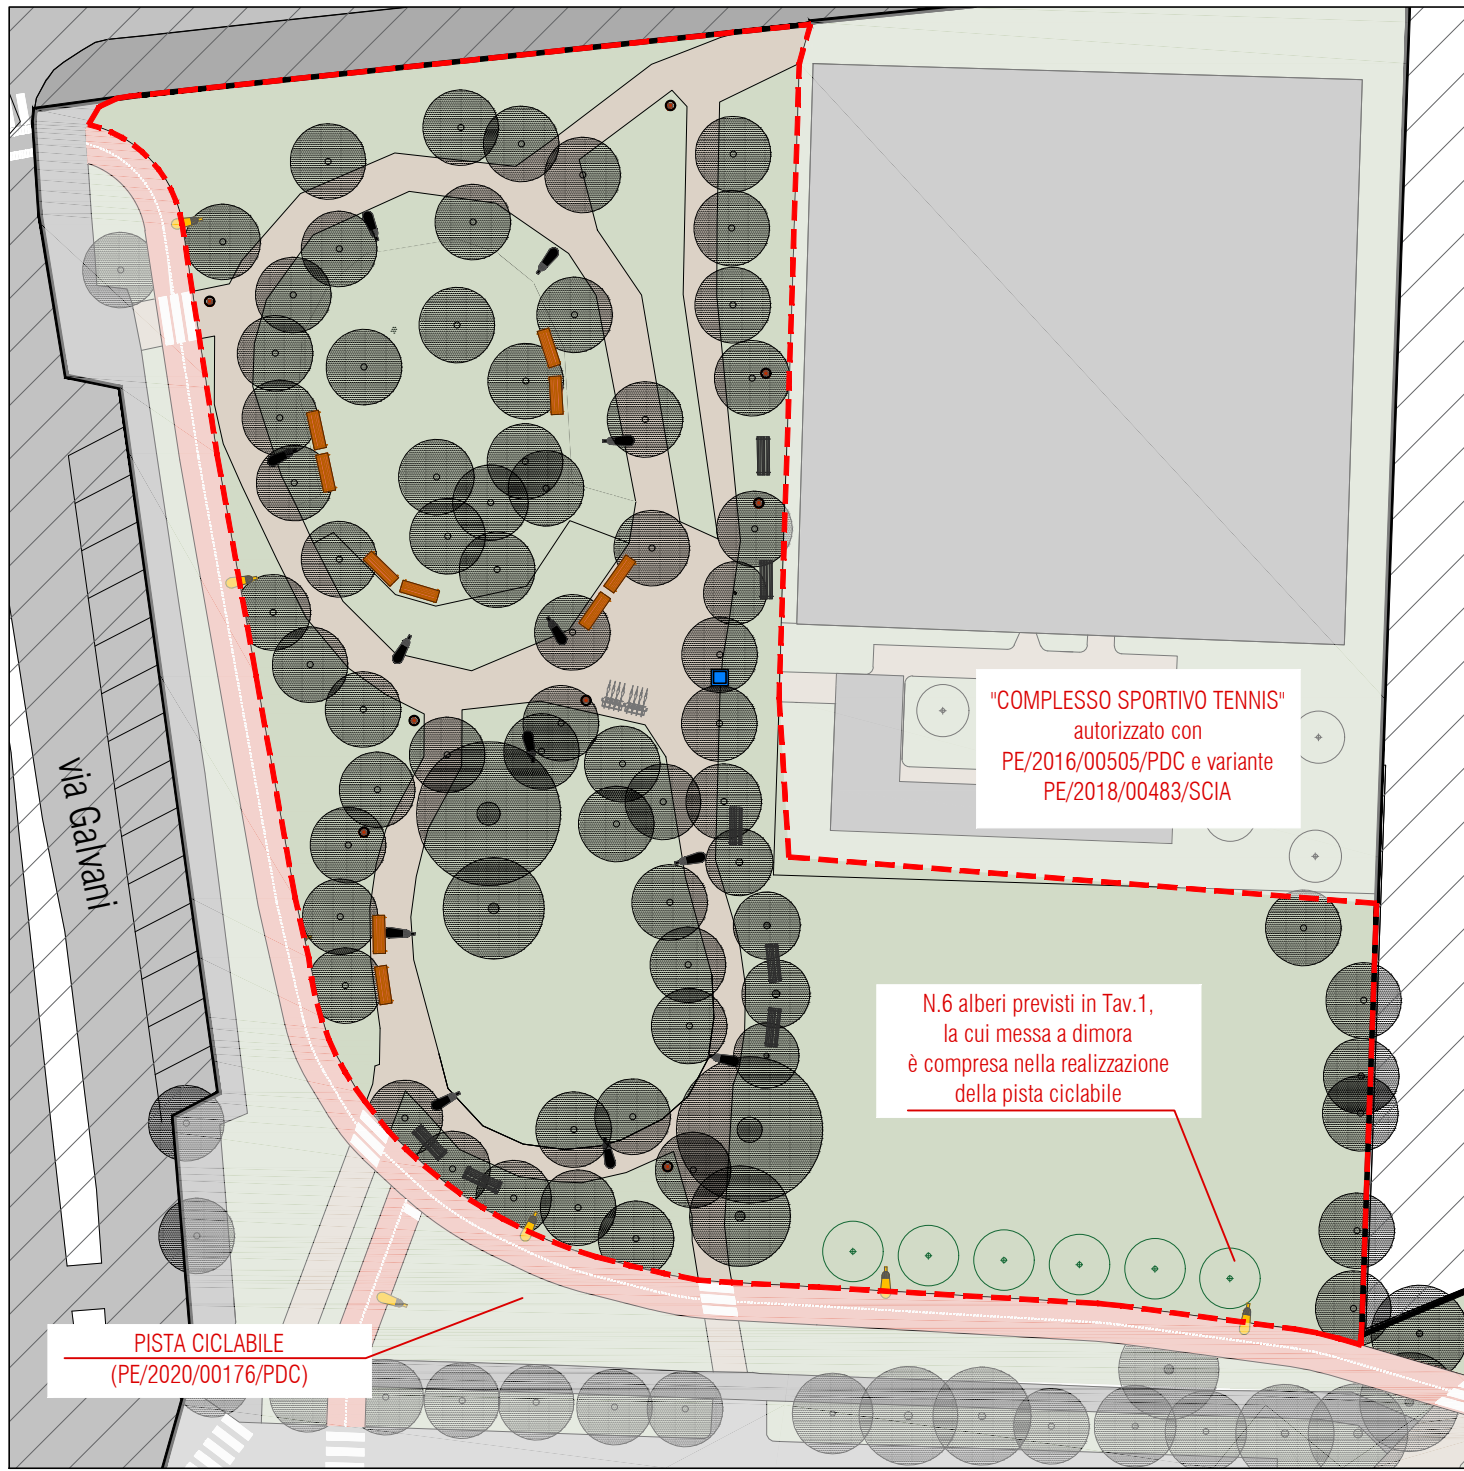 via Galvani
"COMPLESSO SPORTIVO TENNIS"
autorizzato con
PE/2016/00505/PDC e variante
PE/2018/00483/SCIA
N.6 alberi previsti in Tav.1,
la cui messa a dimora
è compresa nella realizzazione
della pista ciclabile
PISTA CICLABILE
(PE/2020/00176/PDC)